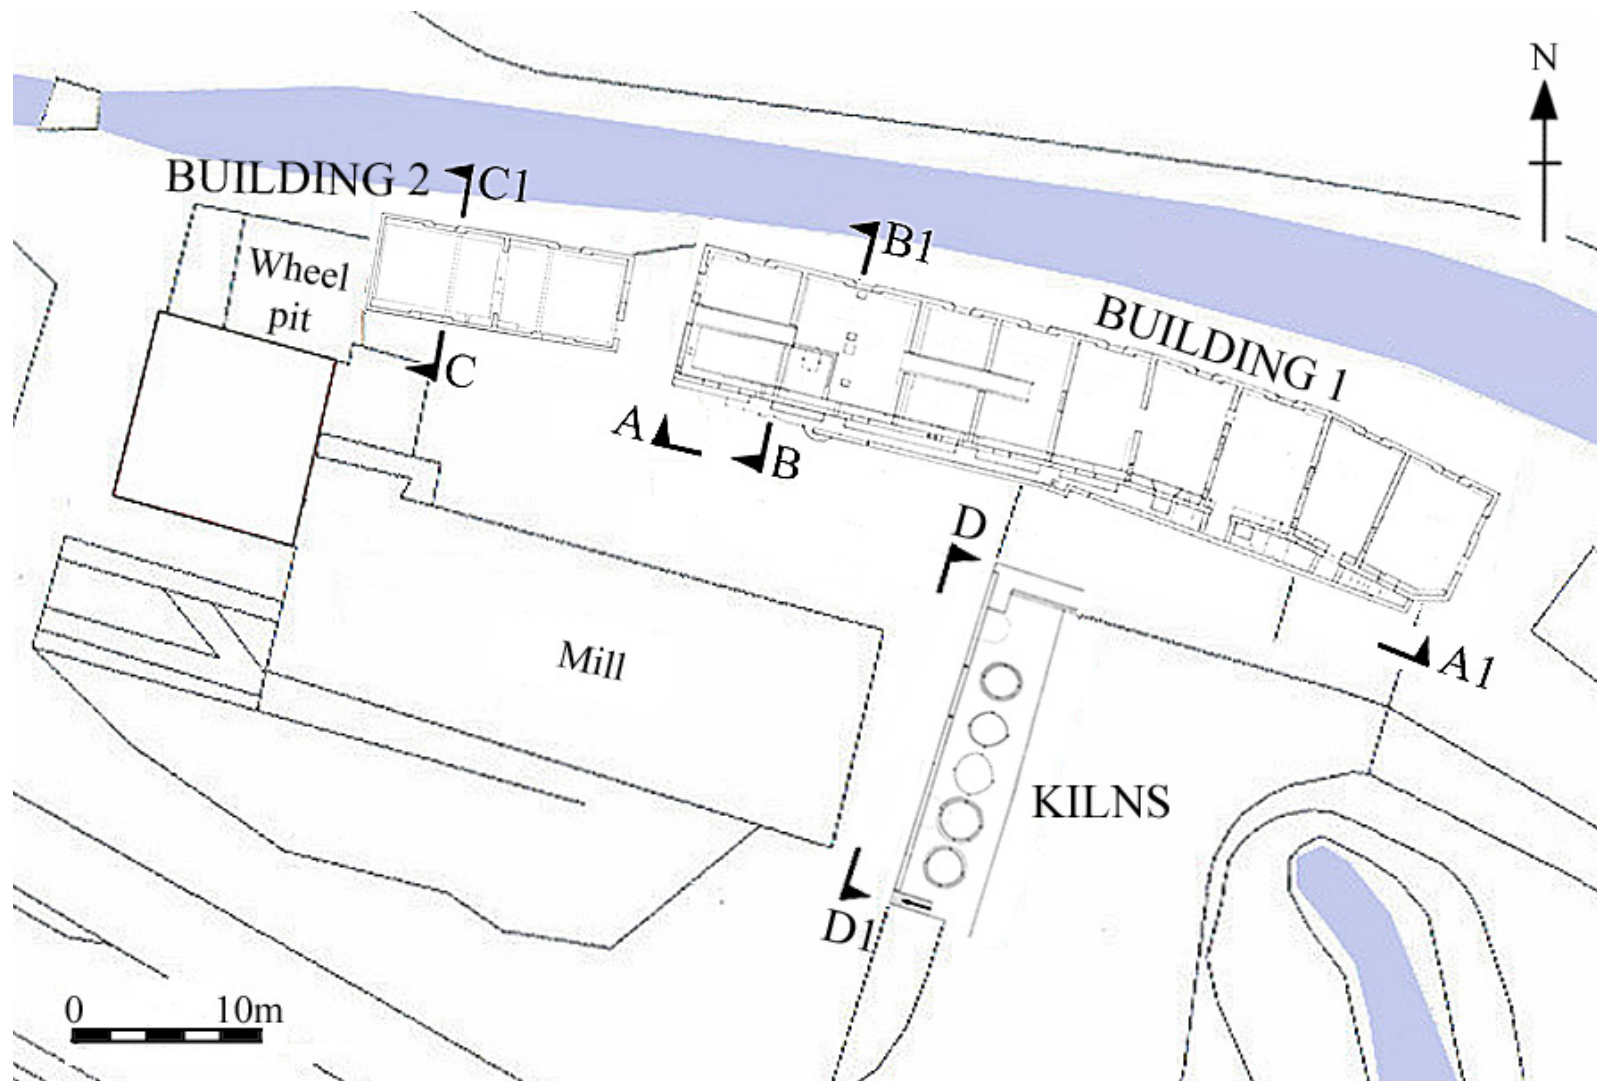 N
BUILDING 2
C1
B1
Wheel
pit
BUILDING 1
C
A
B
D
A1
Mill
KILNS
D1
0 10m